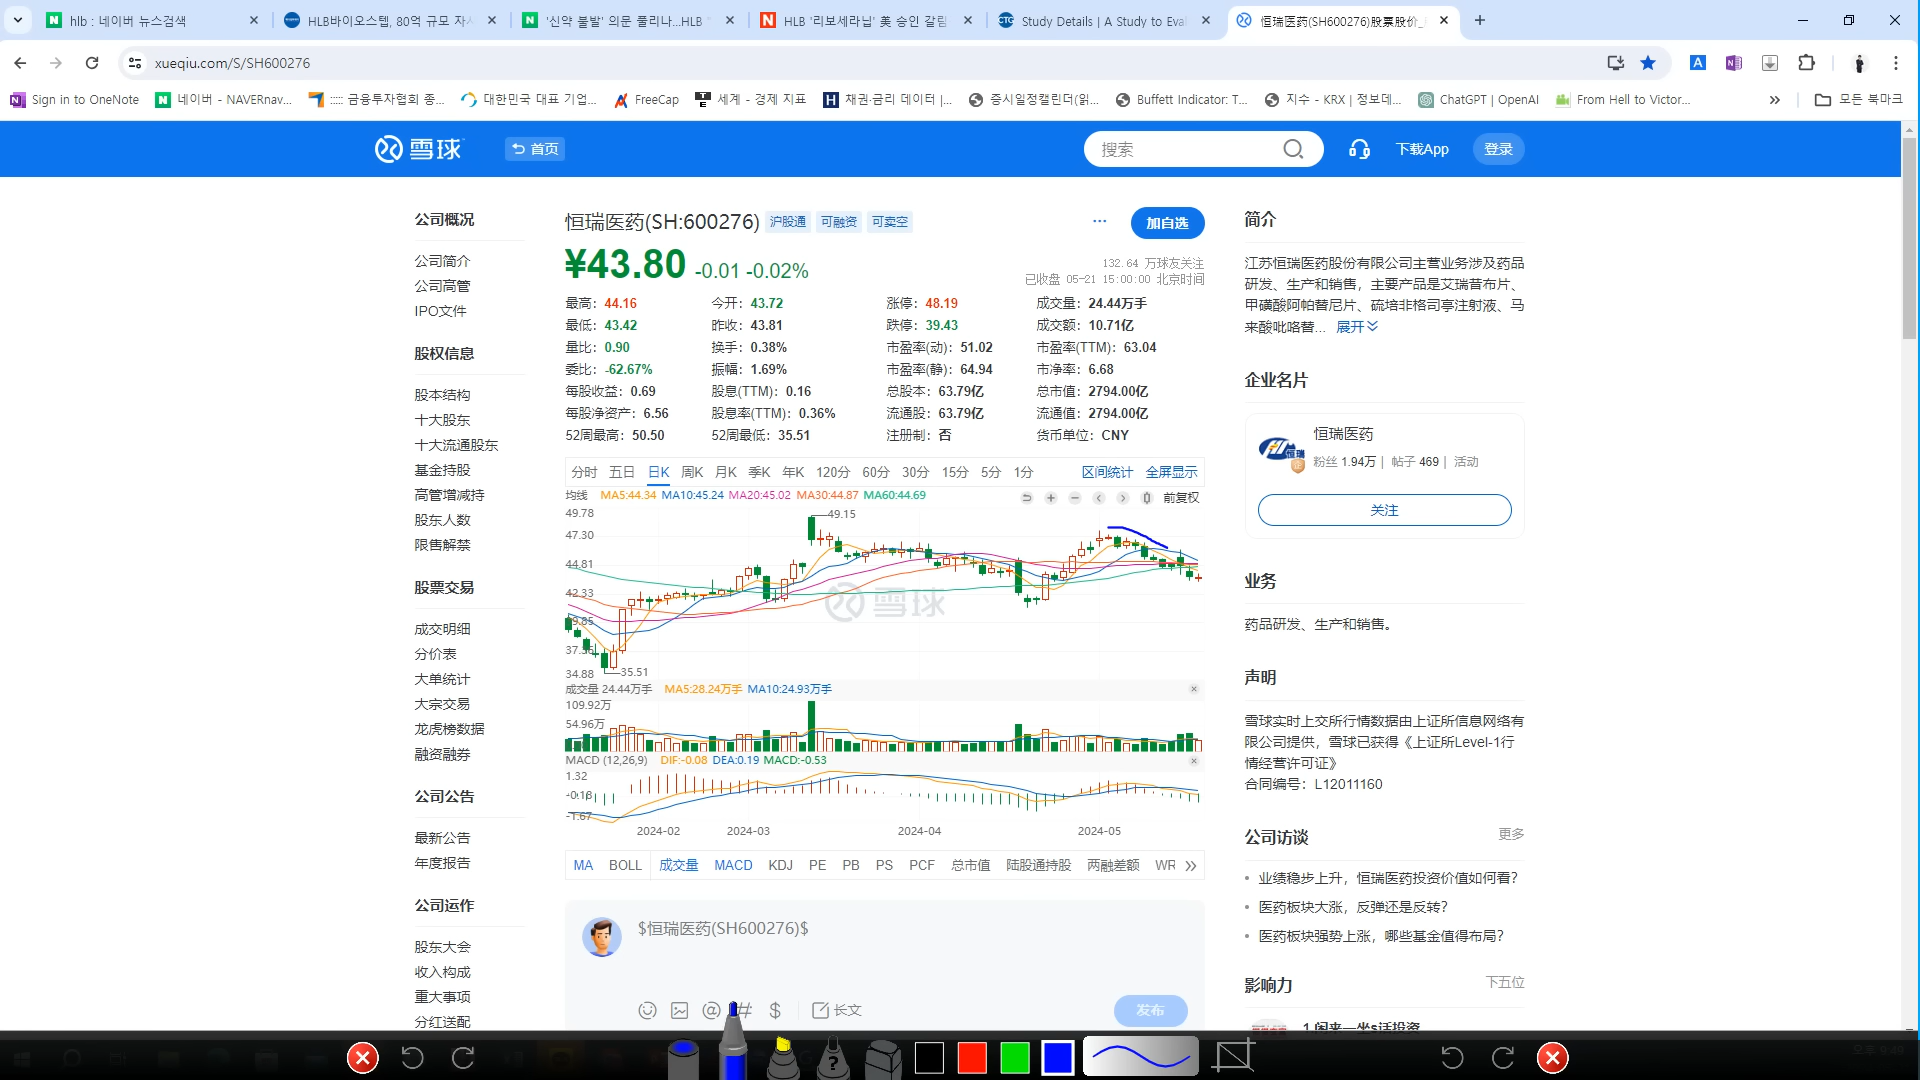 hlb : 네이버 뉴스검색
HLB바이오스텝, 80억 규모 자사
'신약 불발' 의문 풀리나...HLB "
HLB '리보세라닙' 美 승인 갈림
Study Details | A Study to Eval
恒瑞医药(SH600276)股票股价_
xueqiu.com/S/SH600276
Sign in to OneNote
네이버 - NAVERnav...
::::: 금융투자협회 종...
대한민국 대표 기업...
FreeCap
세계 - 경제 지표
채권·금리 데이터 |...
증시일정캘린더(읽...
Buffett Indicator: T...
지수 - KRX | 정보데...
ChatGPT | OpenAI
From Hell to Victor...
모든 북마크
雪球
首页
搜索
下载App
登录
公司概况
公司简介
公司高管
IPO文件
股权信息
股本结构
十大股东
十大流通股东
基金持股
高管增减持
股东人数
限售解禁
股票交易
成交明细
分价表
大单统计
大宗交易
龙虎榜数据
融资融券
公司公告
最新公告
年度报告
公司运作
股东大会
收入构成
重大事项
分红送配
恒瑞医药(SH:600276) 沪股通 可融资 可卖空
加自选
¥43.80 -0.01 -0.02%
132.64 万球友关注
已收盘 05-21 15:00:00 北京时间
最高：44.16 今开：43.72 涨停：48.19 成交量：24.44万手
最低：43.42 昨收：43.81 跌停：39.43 成交额：10.71亿
量比：0.90 换手：0.38% 市盈率(动)：51.02 市盈率(TTM)：63.04
委比：-62.67% 振幅：1.69% 市盈率(静)：64.94 市净率：6.68
每股收益：0.69 股息(TTM)：0.16 总股本：63.79亿 总市值：2794.00亿
每股净资产：6.56 股息率(TTM)：0.36% 流通股：63.79亿 流通值：2794.00亿
52周最高：50.50 52周最低：35.51 注册制：否 货币单位：CNY
分时 五日 日K 周K 月K 季K 年K 120分 60分 30分 15分 5分 1分 区间统计 全屏显示
均线 MA5:44.34 MA10:45.24 MA20:45.02 MA30:44.87 MA60:44.69
前复权
49.78
49.15
47.30
44.81
42.33
雪球
34.88
35.51
成交量 24.44万手 MA5:28.24万手 MA10:24.93万手
109.92万
54.96万
MACD (12,26,9) DIF:-0.08 DEA:0.19 MACD:-0.53
1.32
-0.18
-1.67
2024-02 2024-03 2024-04 2024-05
MA BOLL 成交量 MACD KDJ PE PB PS PCF 总市值 陆股通持股 两融差额 WR
$恒瑞医药(SH600276)$
长文
发布
简介
江苏恒瑞医药股份有限公司主营业务涉及药品
研发、生产和销售，主要产品是艾瑞昔布片、
甲磺酸阿帕替尼片、硫培非格司亭注射液、马
来酸吡咯替... 展开
企业名片
恒瑞医药
粉丝 1.94万 | 帖子 469 | 活动
关注
业务
药品研发、生产和销售。
声明
雪球实时上交所行情数据由上证所信息网络有
限公司提供，雪球已获得《上证所Level-1行
情经营许可证》
合同编号：L12011160
公司访谈 更多
业绩稳步上升，恒瑞医药投资价值如何看？
医药板块大涨，反弹还是反转？
医药板块强势上涨，哪些基金值得布局？
影响力 下五位